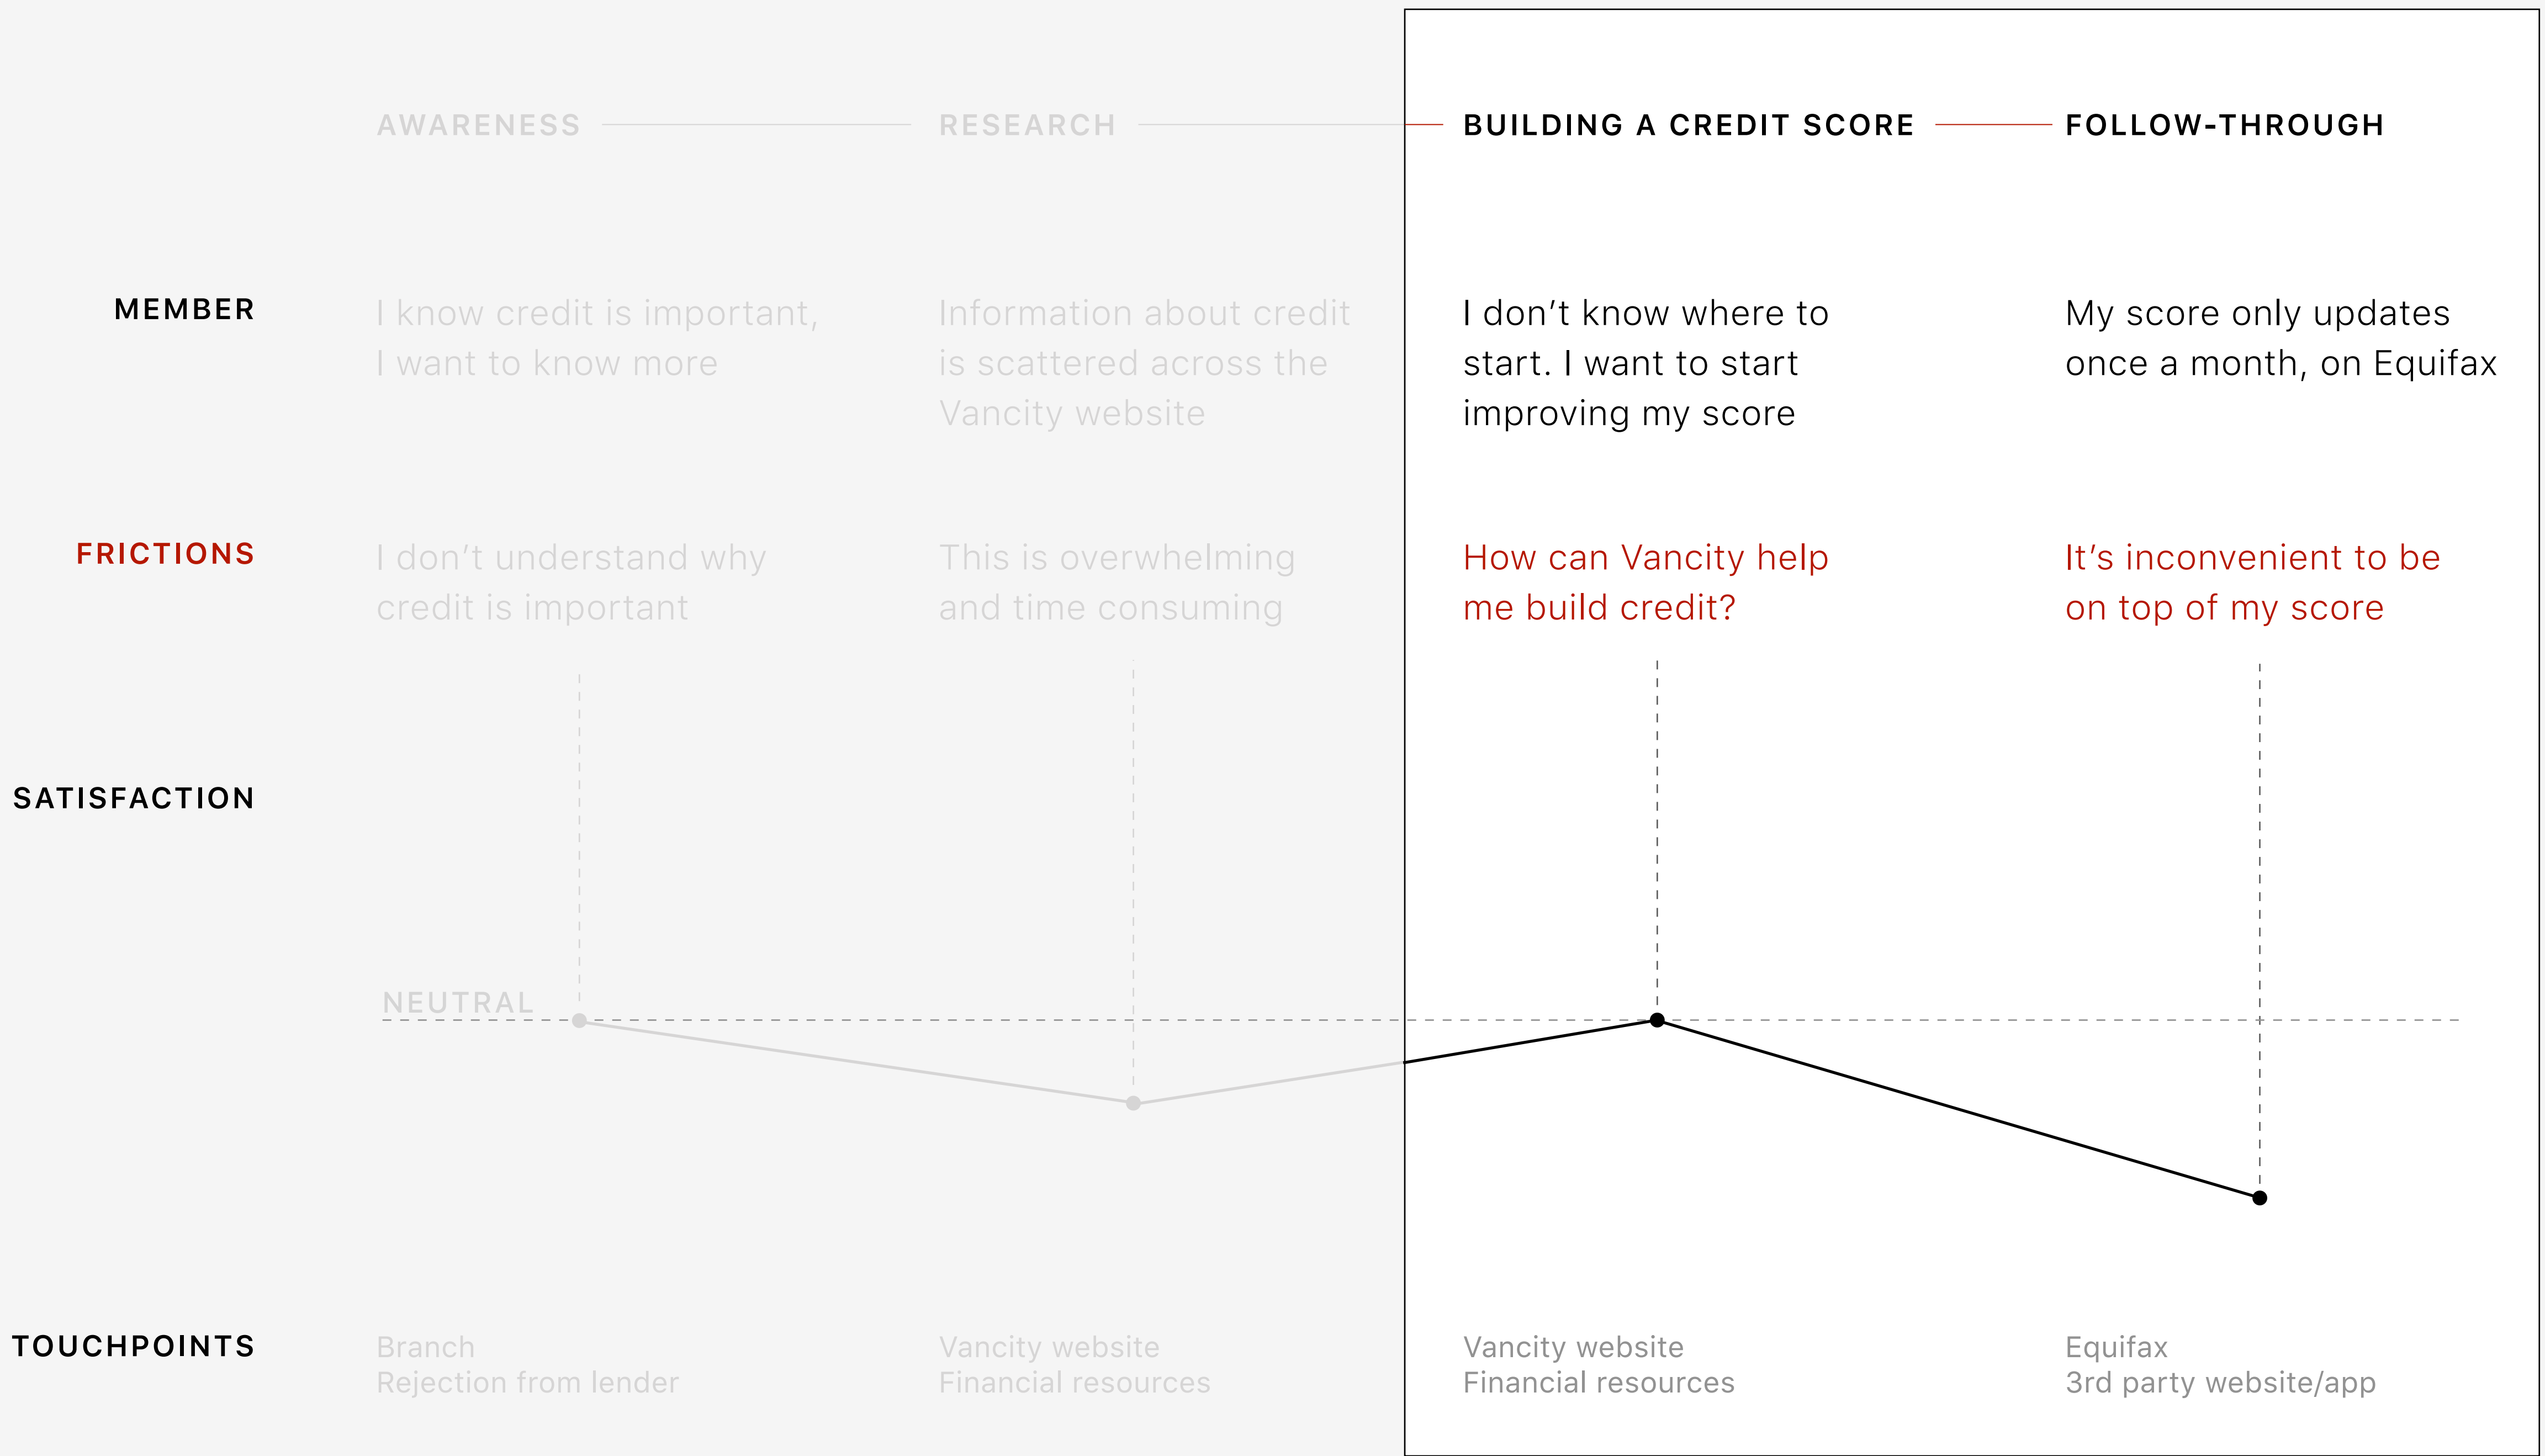 AWARENESS
RESEARCH
BUILDING A CREDIT SCORE
FOLLOW-THROUGH
MEMBER
I know credit is important,
I want to know more
Information about credit
is scattered across the
Vancity website
I don’t know where to
start. I want to start
improving my score
My score only updates
once a month, on Equifax
FRICTIONS
I don’t understand why
credit is important
This is overwhelming
and time consuming
How can Vancity help
me build credit?
It’s inconvenient to be
on top of my score
SATISFACTION
NEUTRAL
TOUCHPOINTS
Branch
Rejection from lender
Vancity website
Financial resources
Vancity website
Financial resources
Equifax
3rd party website/app